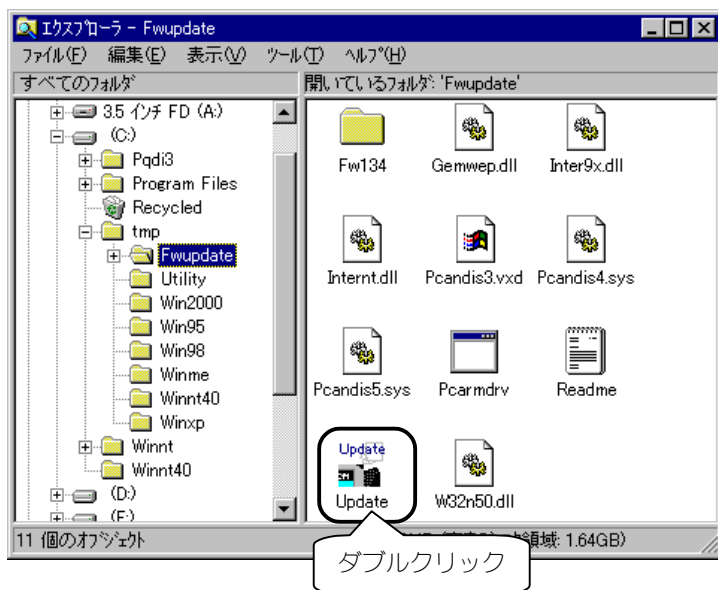 エクスプローラ - Fwupdate
ファイル(F) 編集(E) 表示(V) ツール(T) ヘルプ(H)
すべてのフォルダ
開いているフォルダ: 'Fwupdate'
3.5 インチ FD (A:)
(C:)
Pqdi3
Program Files
Recycled
tmp
Fwupdate
Utility
Win2000
Win95
Win98
Winme
Winnt40
Winxp
Winnt
Winnt40
(D:)
Fw134
Gemwep.dll
Inter9x.dll
Internt.dll
Pcandis3.vxd
Pcandis4.sys
Pcandis5.sys
Pcarmdrv
Readme
Update
Update
W32n50.dll
11 個のオブジェクト
領域: 1.64GB)
ダブルクリック